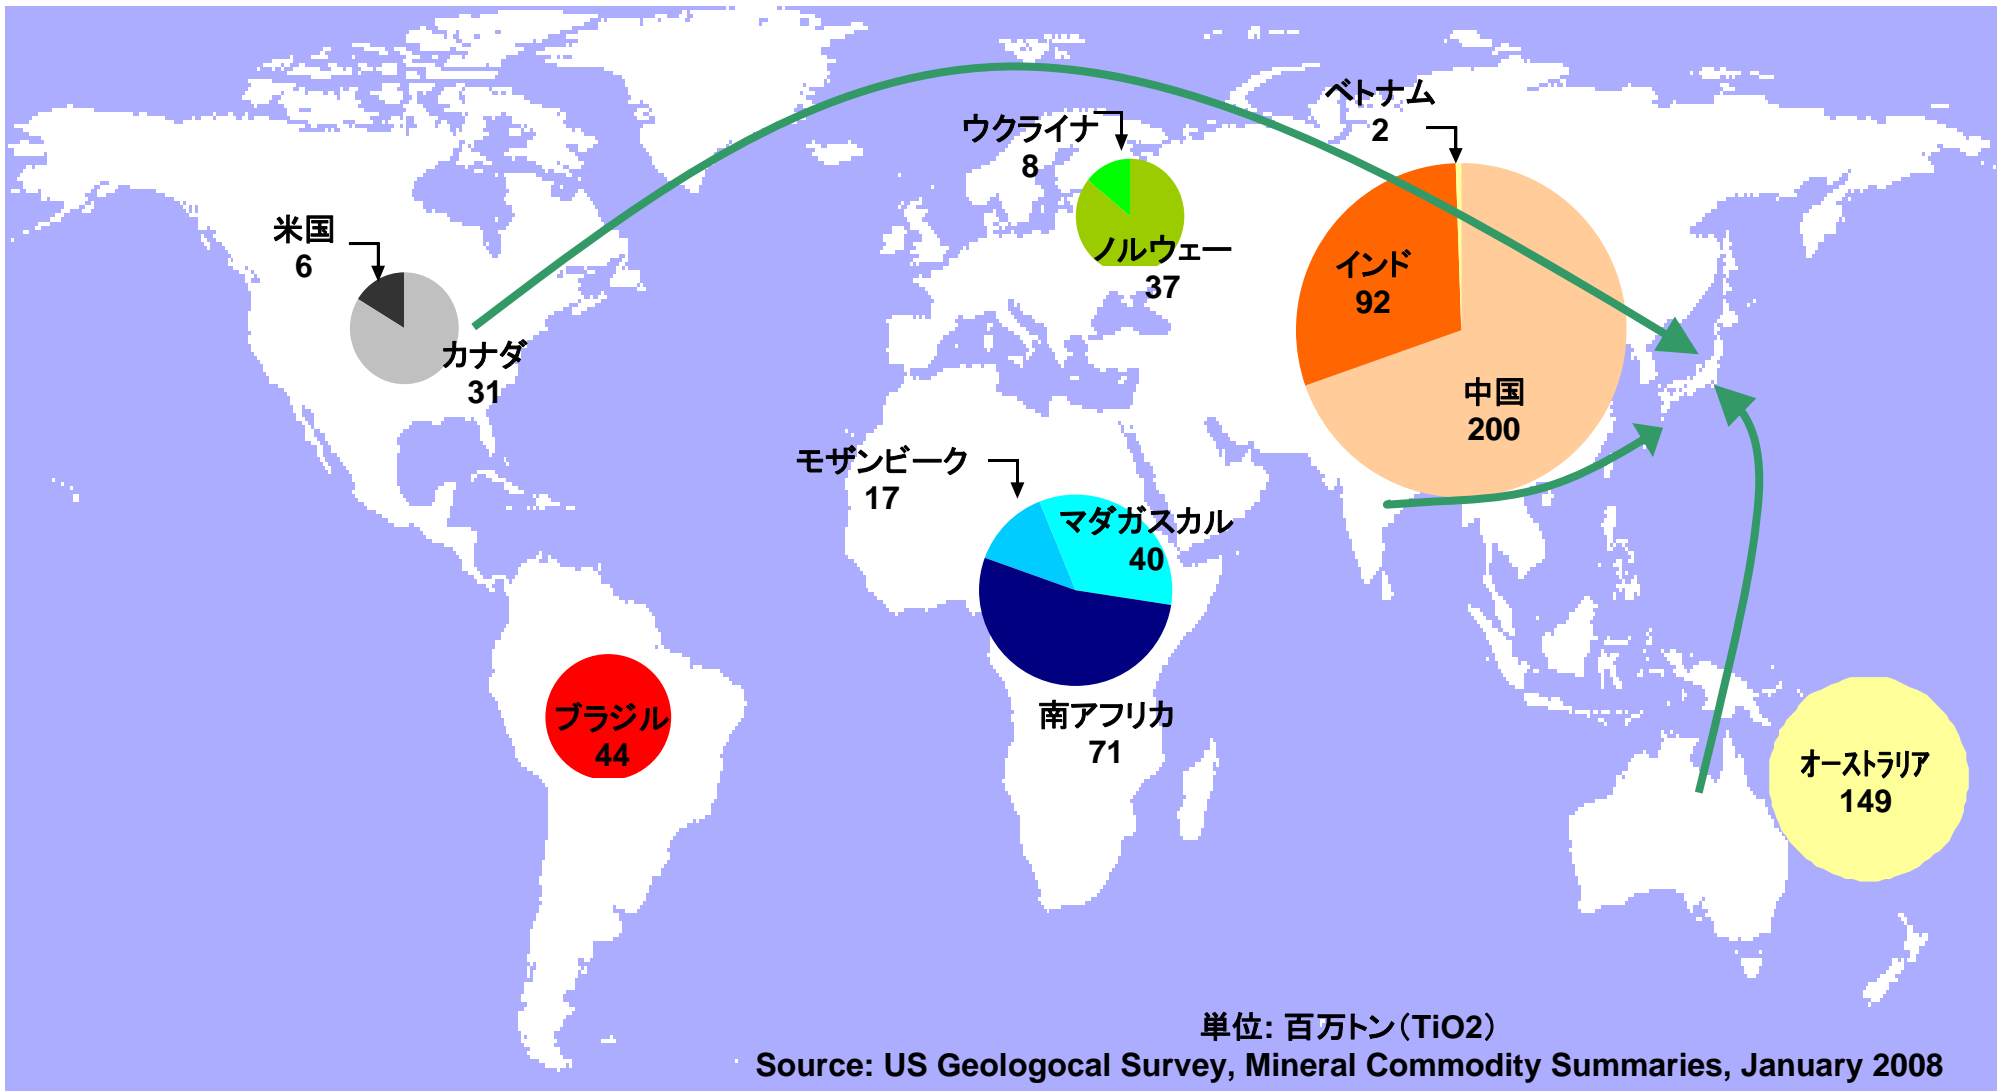 ベトナム
2
ウクライナ
8
米国
6
ノルウェー
37
インド
92
カナダ
31
中国
200
モザンビーク
17
マダガスカル
40
ブラジル
44
南アフリカ
71
オーストラリア
149
単位: 百万トン（TiO2）
Source: US Geologocal Survey, Mineral Commodity Summaries, January 2008